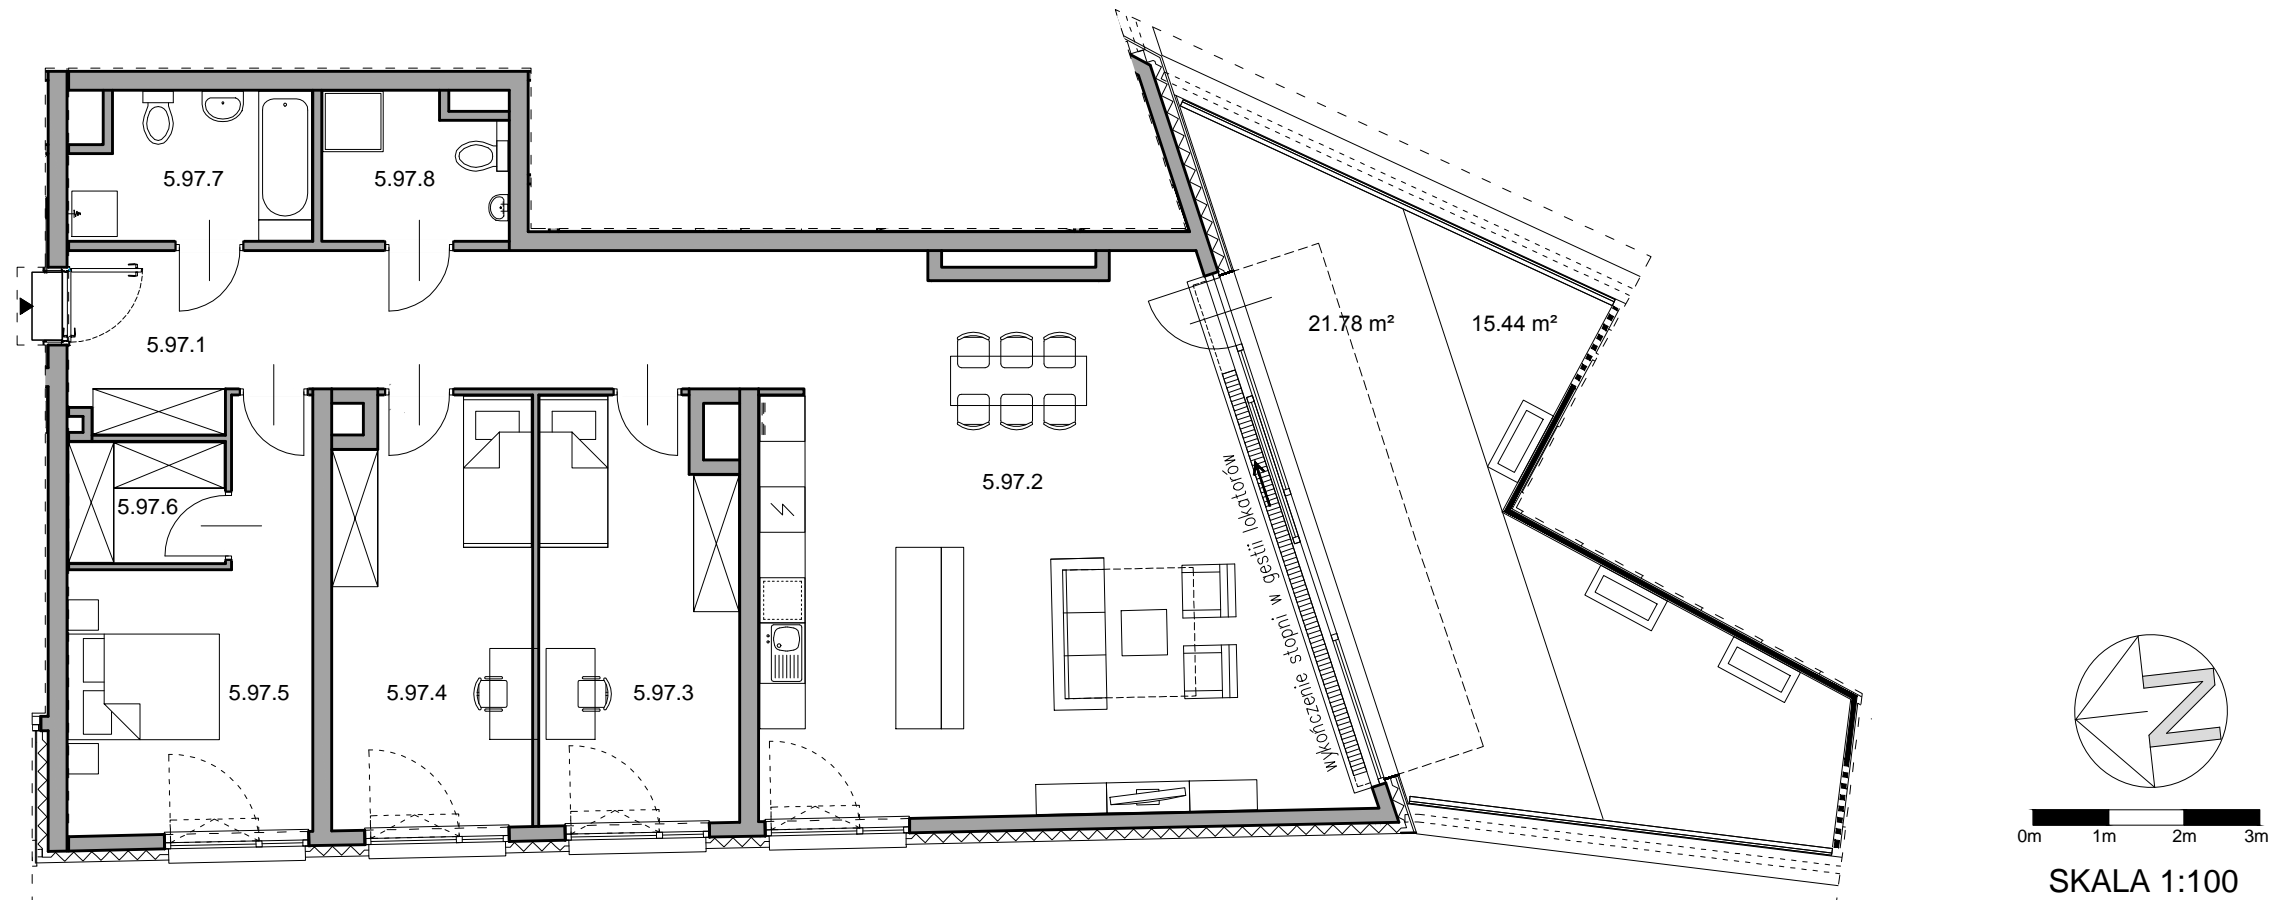 5.97.7
5.97.8
5.97.1
21.78 m²
15.44 m²
5.97.2
5.97.6
wykończenie stopni w gestii lokatorów
5.97.5
5.97.4
5.97.3
N
0m
1m
2m
3m
SKALA 1:100